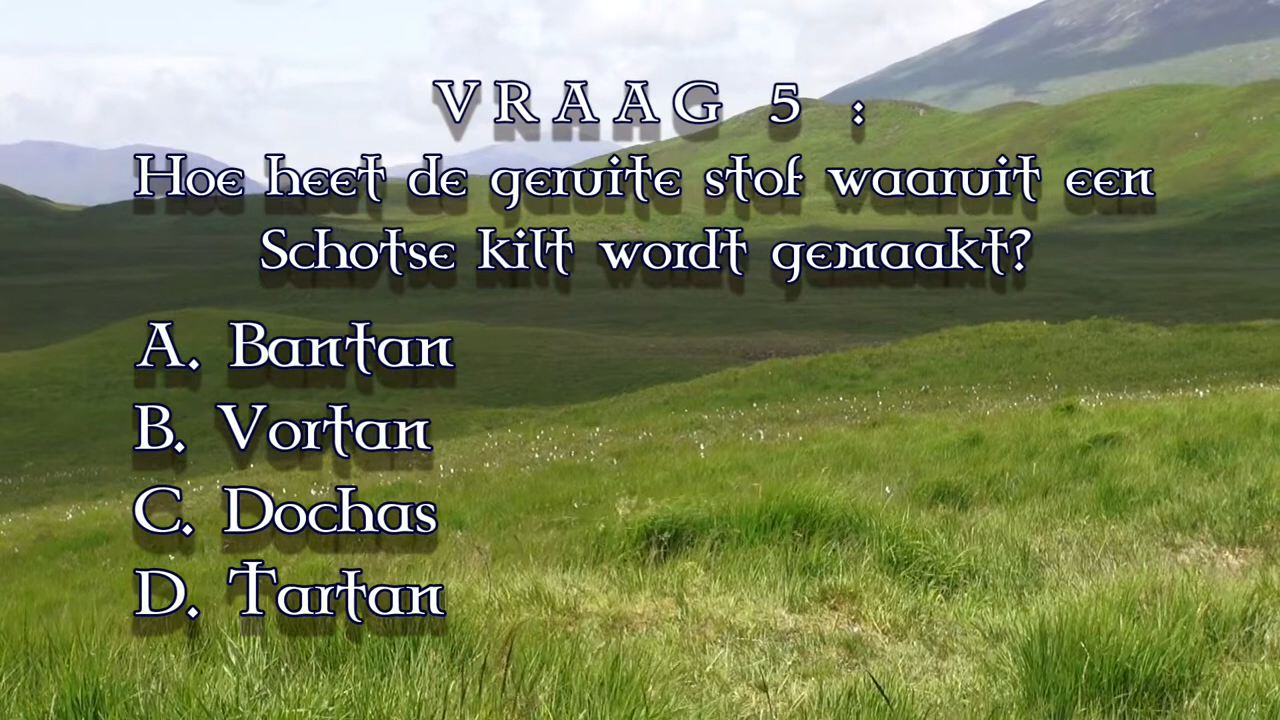 VRAAG 5 :
Hoe heet de geruite stof waaruit een
Schotse kilt wordt gemaakt?
A. Bantan
B. Vortan
C. Dochas
D. Tartan